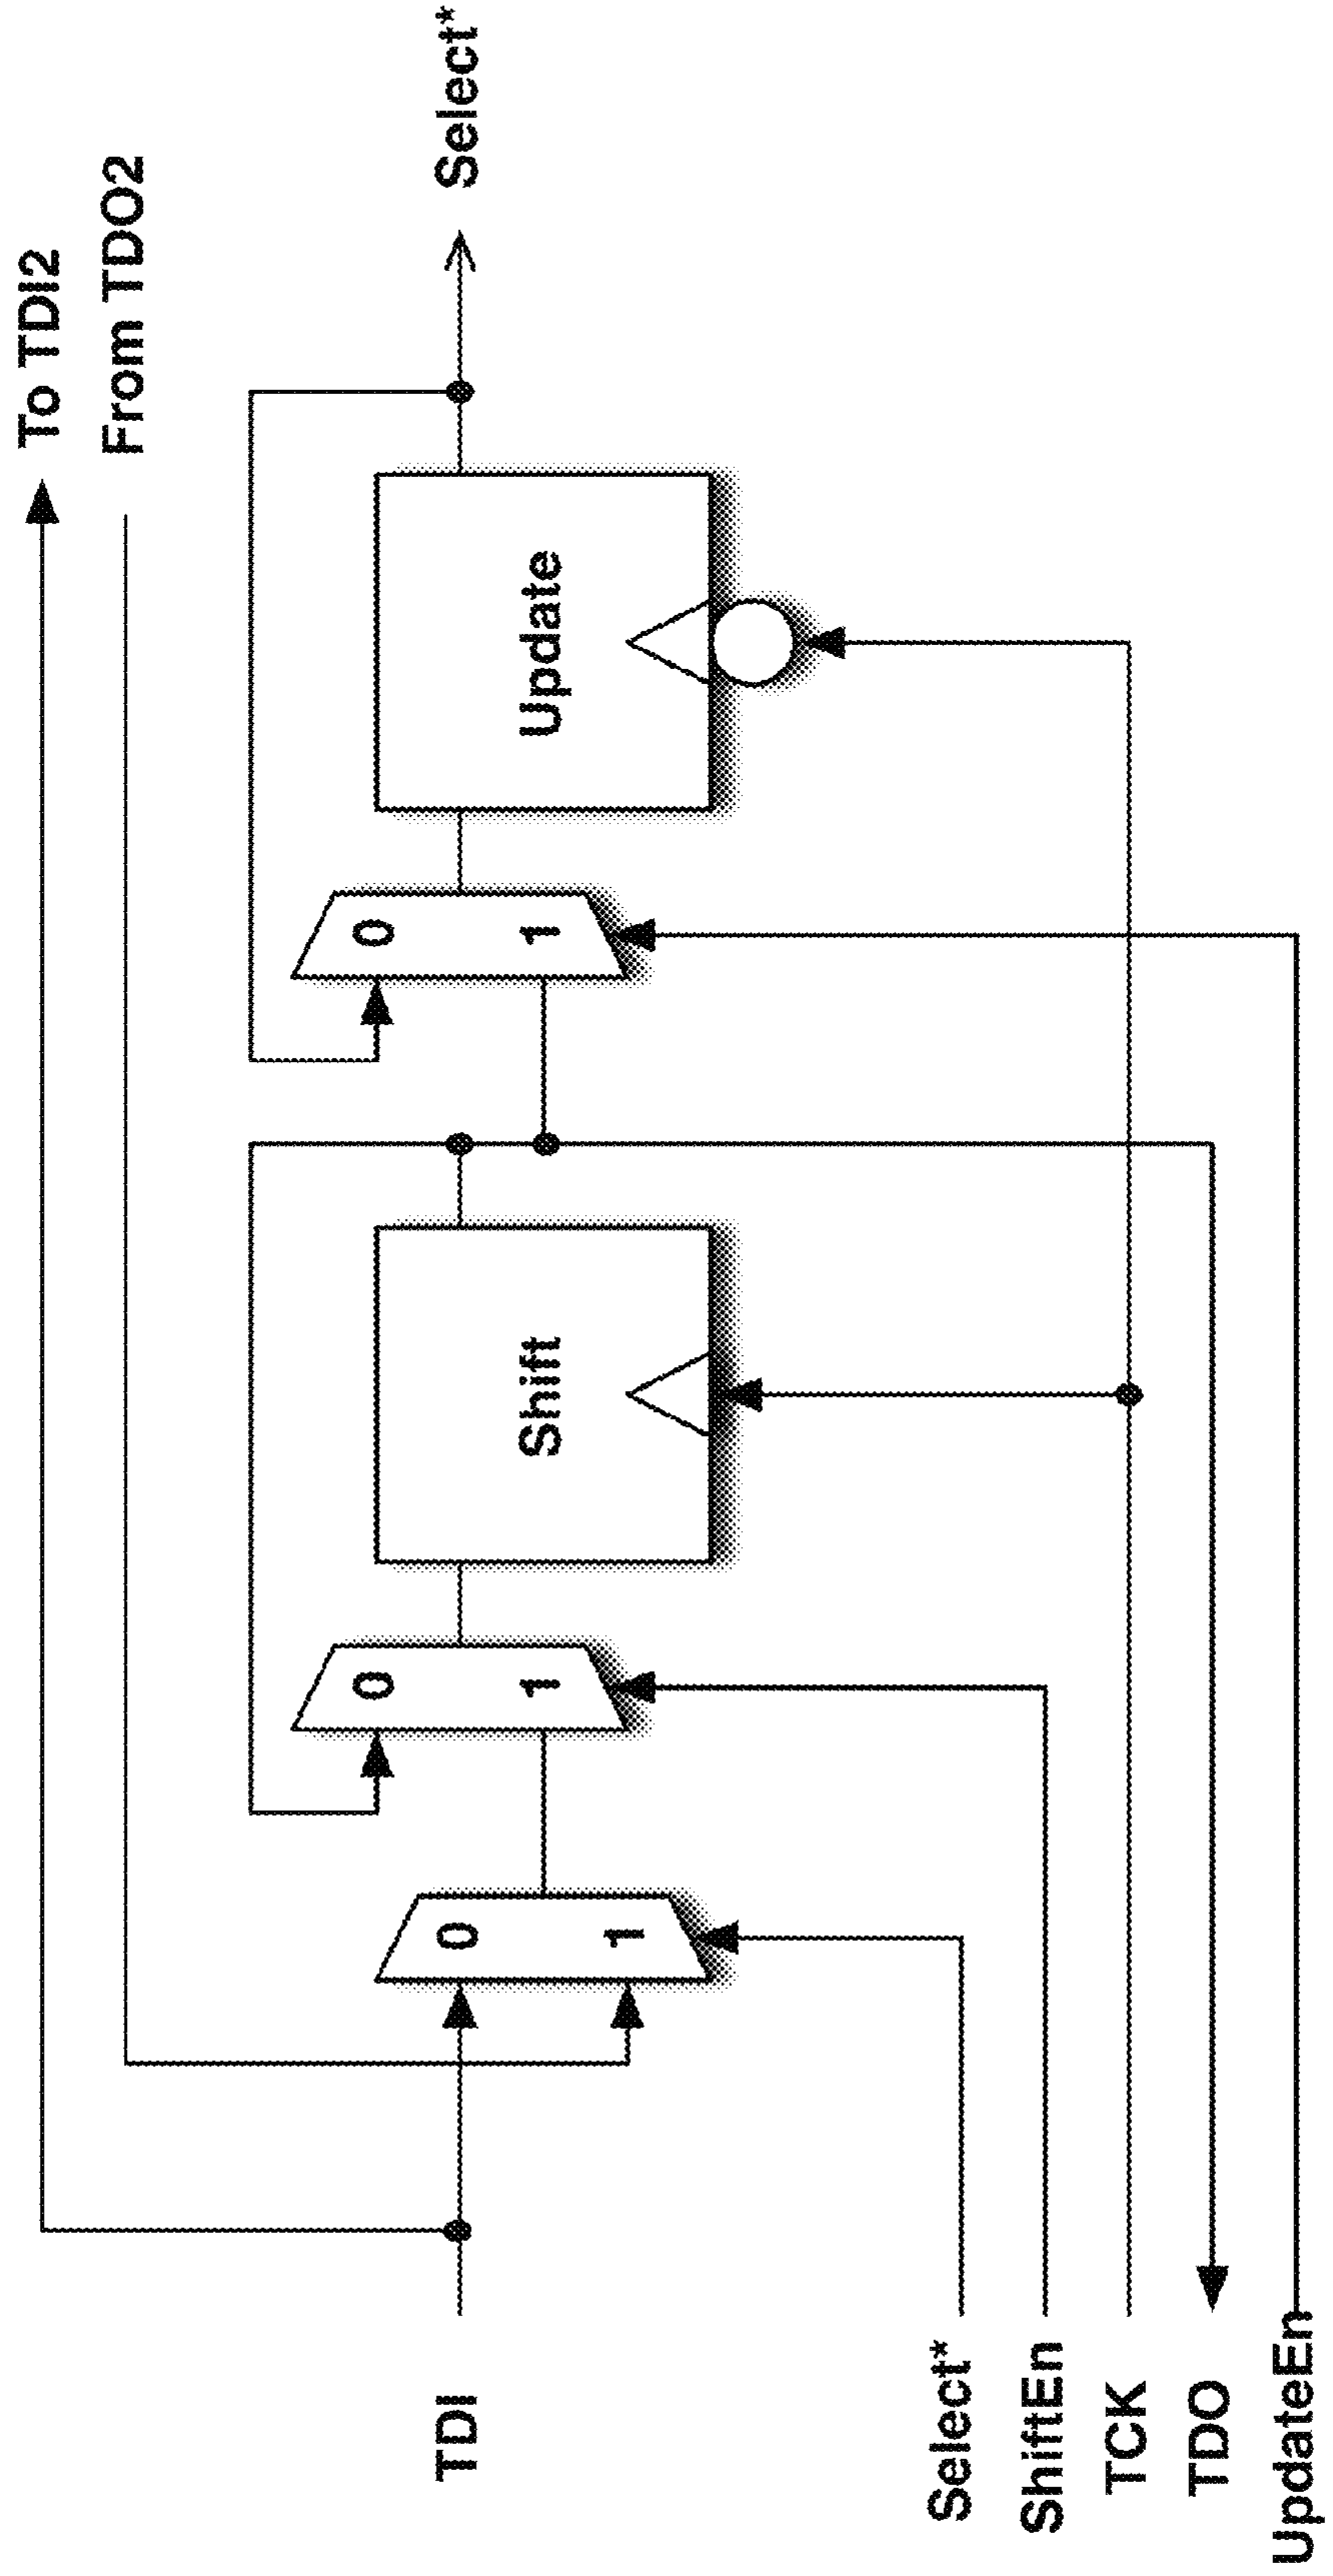 To TDI2
From TDO2
TDI
0
1
0
1
Shift
0
1
Update
Select*
Select*
ShiftEn
TCK
TDO
UpdateEn